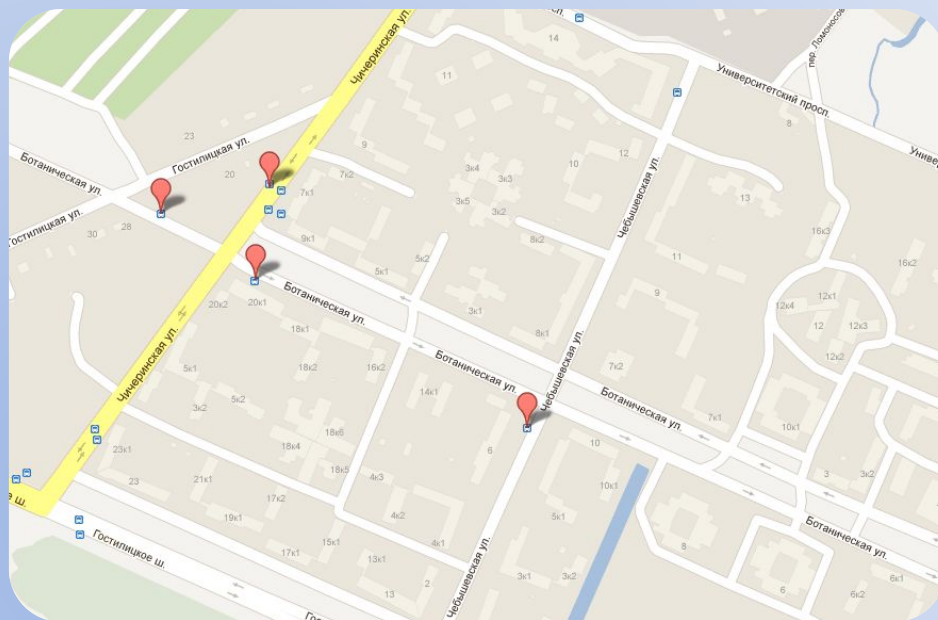 Чичеринская ул.
14
пер. Ломоносов
Университетский просп.
11
8
Униве
23
Гостилицкая ул.
9
10
12
Ботаническая ул.
20
7к2
3к4
3к3
7к1
Чебышевская ул.
13
3к5
3к2
Гостилицкая ул.
28
30
16к3
9к1
8к2
5к2
11
16к2
5к1
20к2
20к1
Ботаническая ул.
3к1
9
12к4
12к1
18к1
8к1
12
12к3
Чичеринская ул.
Чебышевская ул.
12к2
5к1
18к2
16к2
Ботаническая ул.
7к2
5к2
14к1
Ботаническая ул.
3к2
7к1
10к1
18к6
18к4
6
10
23к1
18к5
4к3
3
3к2
23
21к1
10к1
е ш.
17к2
4к2
5к1
19к1
Ботаническая ул.
Гостилицкое ш.
15к1
4к1
Чебышевская ул.
8
17к1
13к1
2
3к1
3к2
6к1
13
6
6к2
Гос